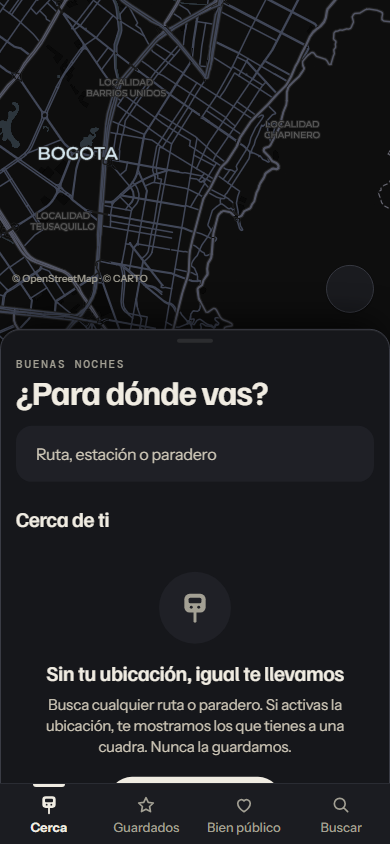 LOCALIDAD
BARRIOS UNIDOS
LOCALIDAD
CHAPINERO
BOGOTA
LOCALIDAD
TEUSAQUILLO
© OpenStreetMap · © CARTO
BUENAS NOCHES
¿Para dónde vas?
Ruta, estación o paradero
Cerca de ti
Sin tu ubicación, igual te llevamos
Busca cualquier ruta o paradero. Si activas la
ubicación, te mostramos los que tienes a una
cuadra. Nunca la guardamos.
Cerca
Guardados
Bien público
Buscar